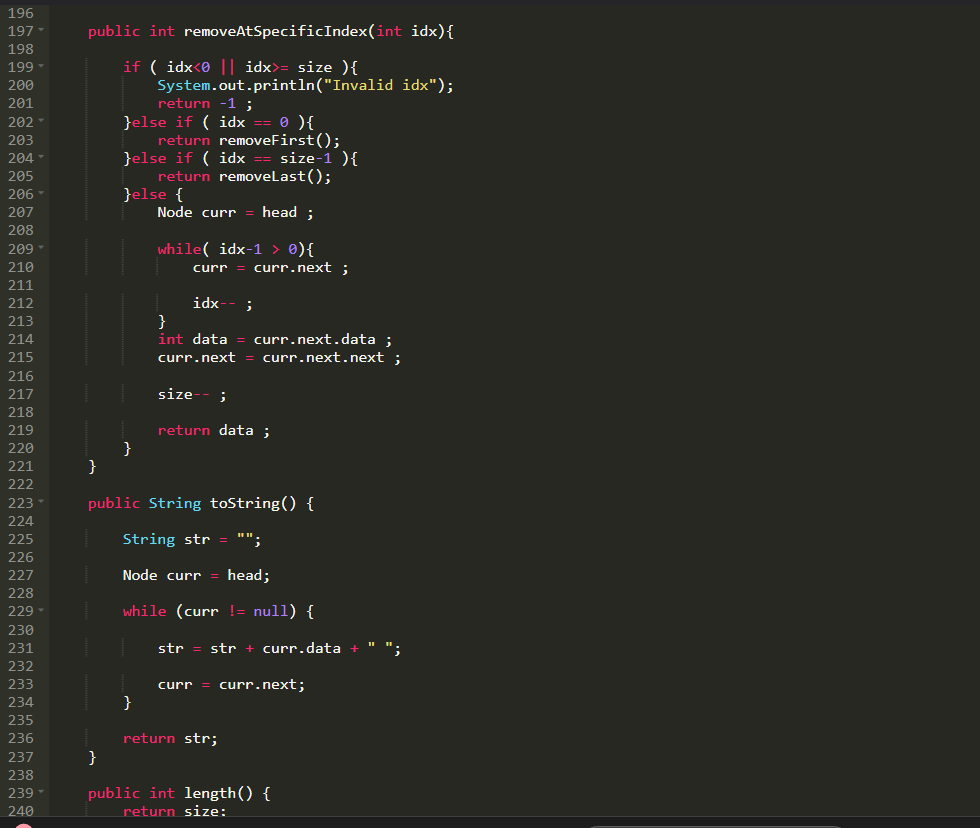 196
197 public int removeAtSpecificIndex(int idx){
198
199 if ( idx<0 || idx>= size ){
200 System.out.println("Invalid idx");
201 return -1 ;
202 }else if ( idx == 0 ){
203 return removeFirst();
204 }else if ( idx == size-1 ){
205 return removeLast();
206 }else {
207 Node curr = head ;
208
209 while( idx-1 > 0){
210 curr = curr.next ;
211
212 idx-- ;
213 }
214 int data = curr.next.data ;
215 curr.next = curr.next.next ;
216
217 size-- ;
218
219 return data ;
220 }
221 }
222
223 public String toString() {
224
225 String str = "";
226
227 Node curr = head;
228
229 while (curr != null) {
230
231 str = str + curr.data + " ";
232
233 curr = curr.next;
234 }
235
236 return str;
237 }
238
239 public int length() {
240 return size;